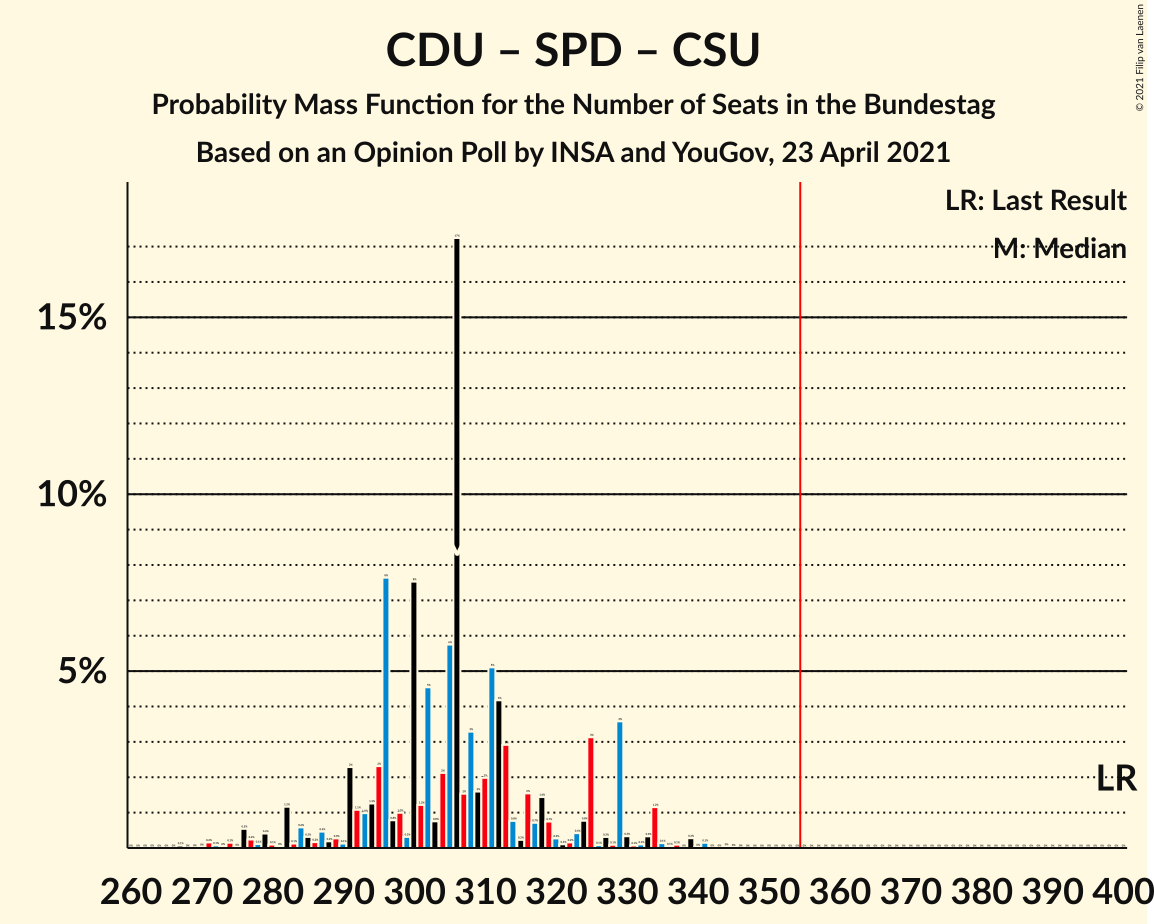 CDU – SPD – CSU
Probability Mass Function for the Number of Seats in the Bundestag
Based on an Opinion Poll by INSA and YouGov, 23 April 2021
© 2021 Filip van Laenen
LR: Last Result
M: Median
15%
10%
5%
LR
260 270 280 290 300 310 320 330 340 350 360 370 380 390 400